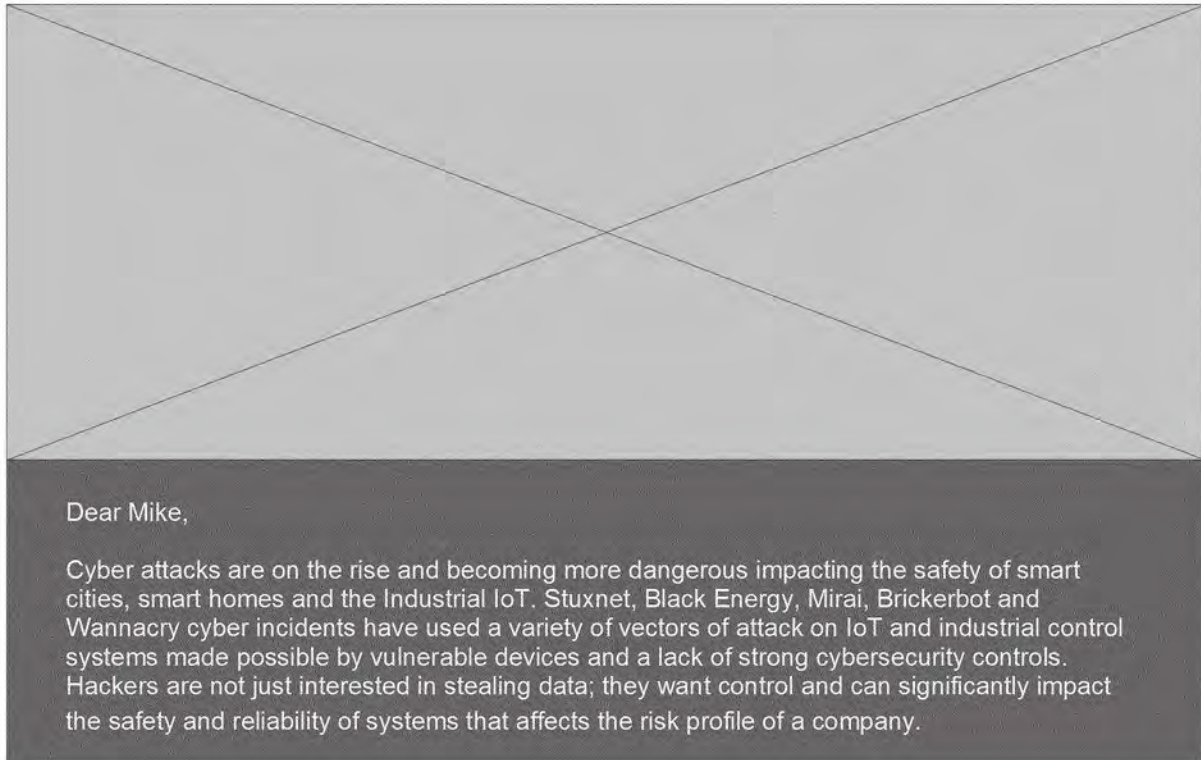 Dear Mike,
Cyber attacks are on the rise and becoming more dangerous impacting the safety of smart
cities, smart homes and the Industrial IoT. Stuxnet, Black Energy, Mirai, Brickerbot and
Wannacry cyber incidents have used a variety of vectors of attack on IoT and industrial control
systems made possible by vulnerable devices and a lack of strong cybersecurity controls.
Hackers are not just interested in stealing data; they want control and can significantly impact
the safety and reliability of systems that affects the risk profile of a company.